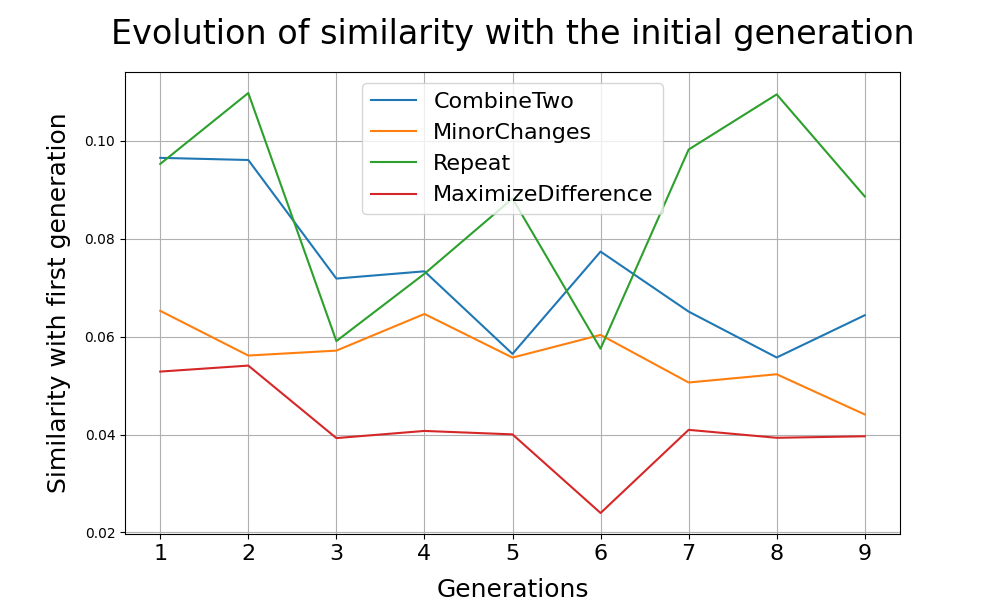 Evolution of similarity with the initial generation
CombineTwo
MinorChanges
Repeat
MaximizeDifference
Similarity with first generation
0.10
0.08
0.06
0.04
0.02
1 2 3 4 5 6 7 8 9
Generations